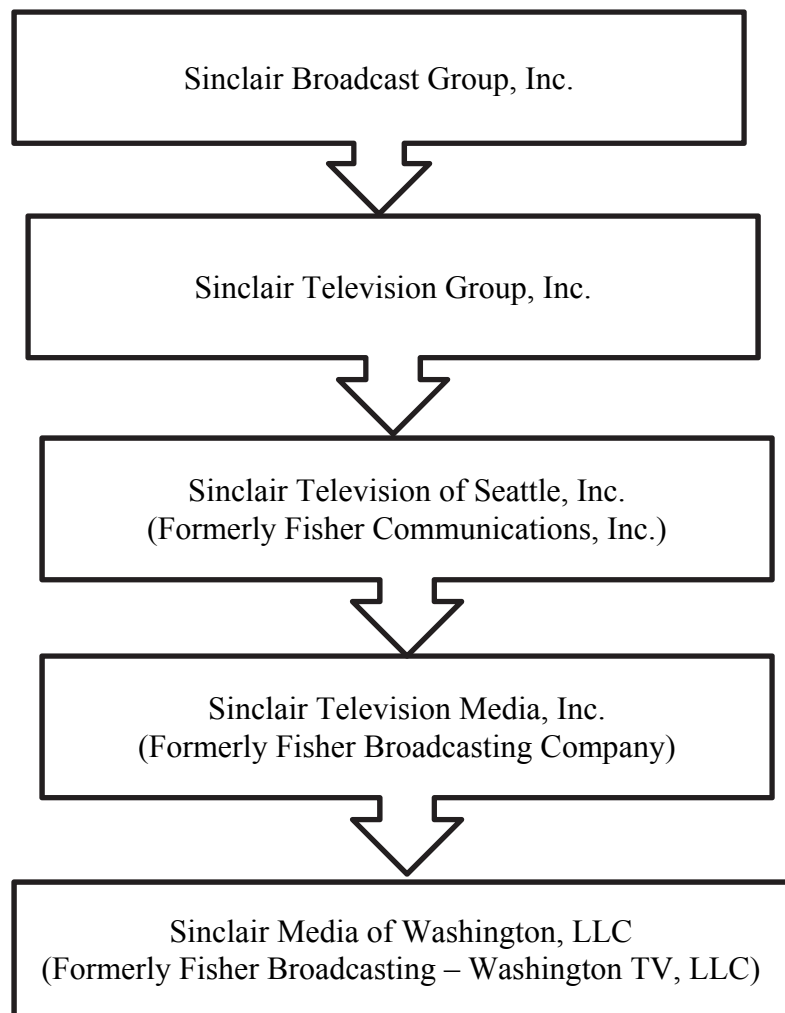 Sinclair Broadcast Group, Inc.
Sinclair Television Group, Inc.
Sinclair Television of Seattle, Inc.
(Formerly Fisher Communications, Inc.)
Sinclair Television Media, Inc.
(Formerly Fisher Broadcasting Company)
Sinclair Media of Washington, LLC
(Formerly Fisher Broadcasting – Washington TV, LLC)